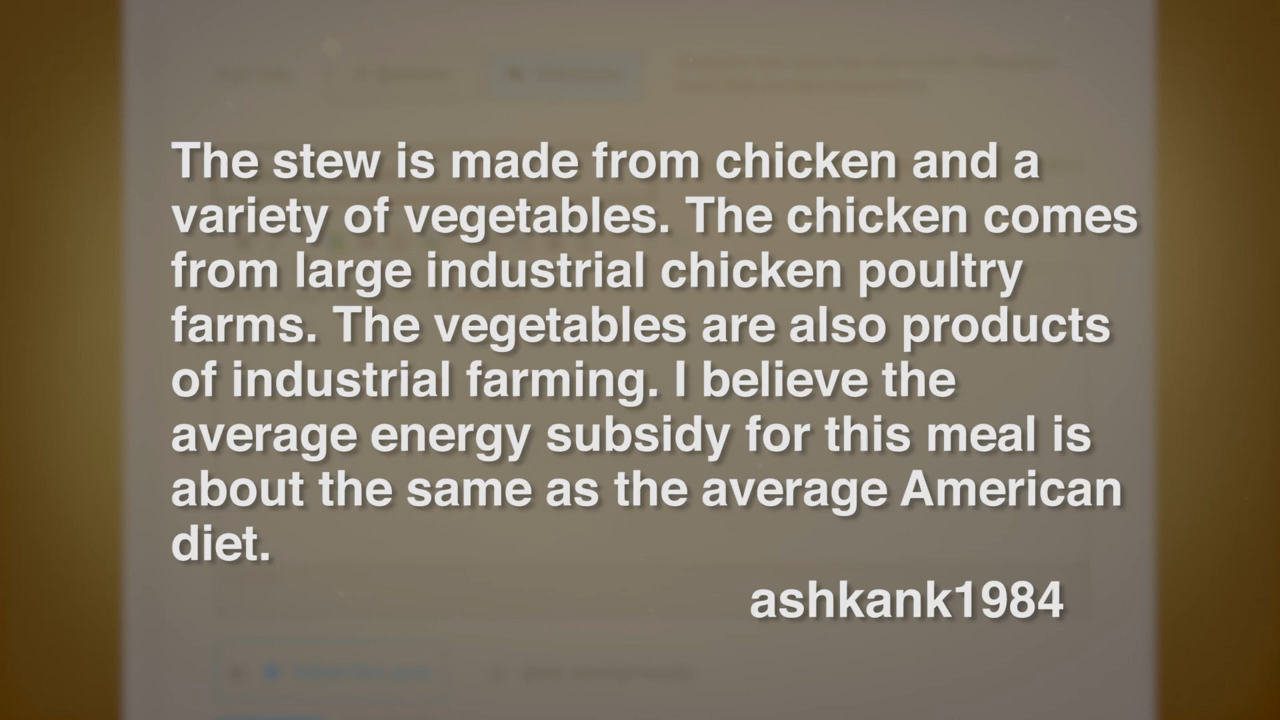 The stew is made from chicken and a
variety of vegetables. The chicken comes
from large industrial chicken poultry
farms. The vegetables are also products
of industrial farming. I believe the
average energy subsidy for this meal is
about the same as the average American
diet.
ashkank1984